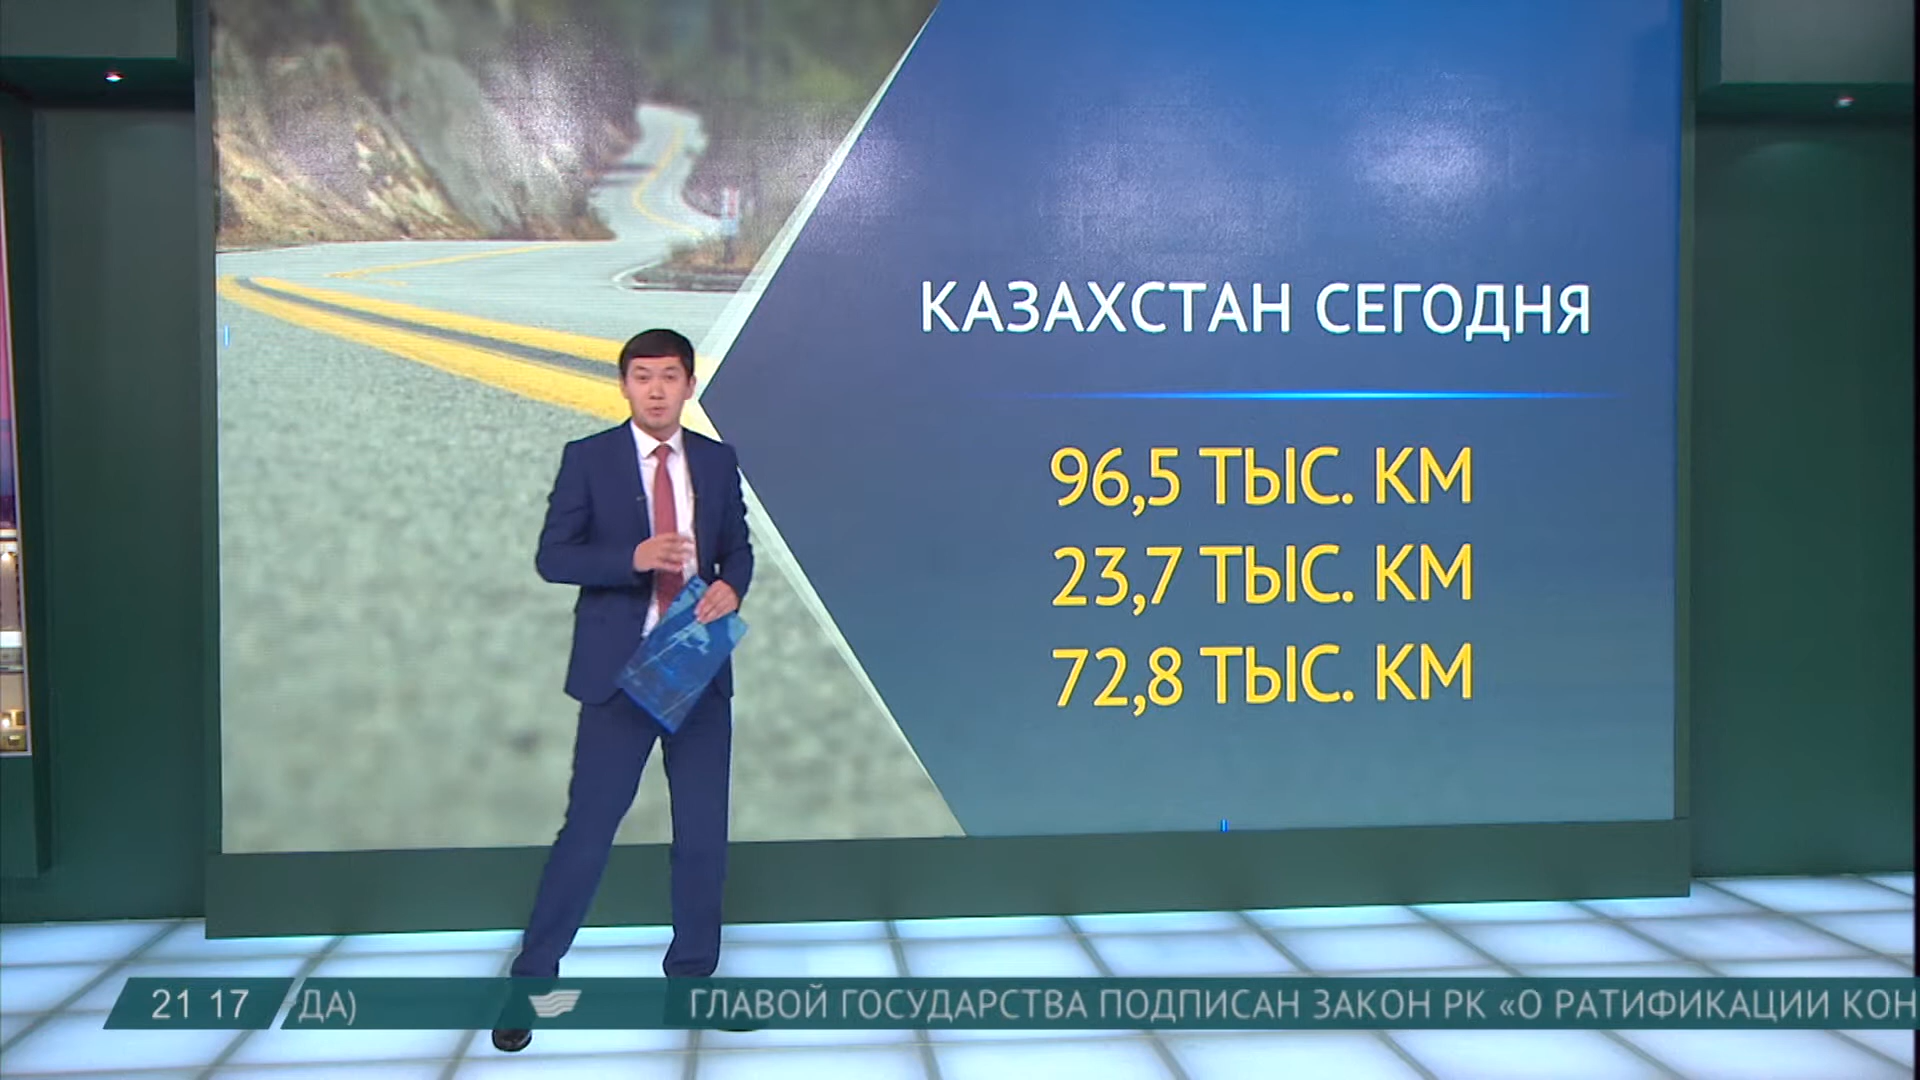 КАЗАХСТАН СЕГОДНЯ
96,5 ТЫС. КМ
23,7 ТЫС. КМ
72,8 ТЫС. КМ
21 17
ДА)
ГЛАВОЙ ГОСУДАРСТВА ПОДПИСАН ЗАКОН РК «О РАТИФИКАЦИИ КОН